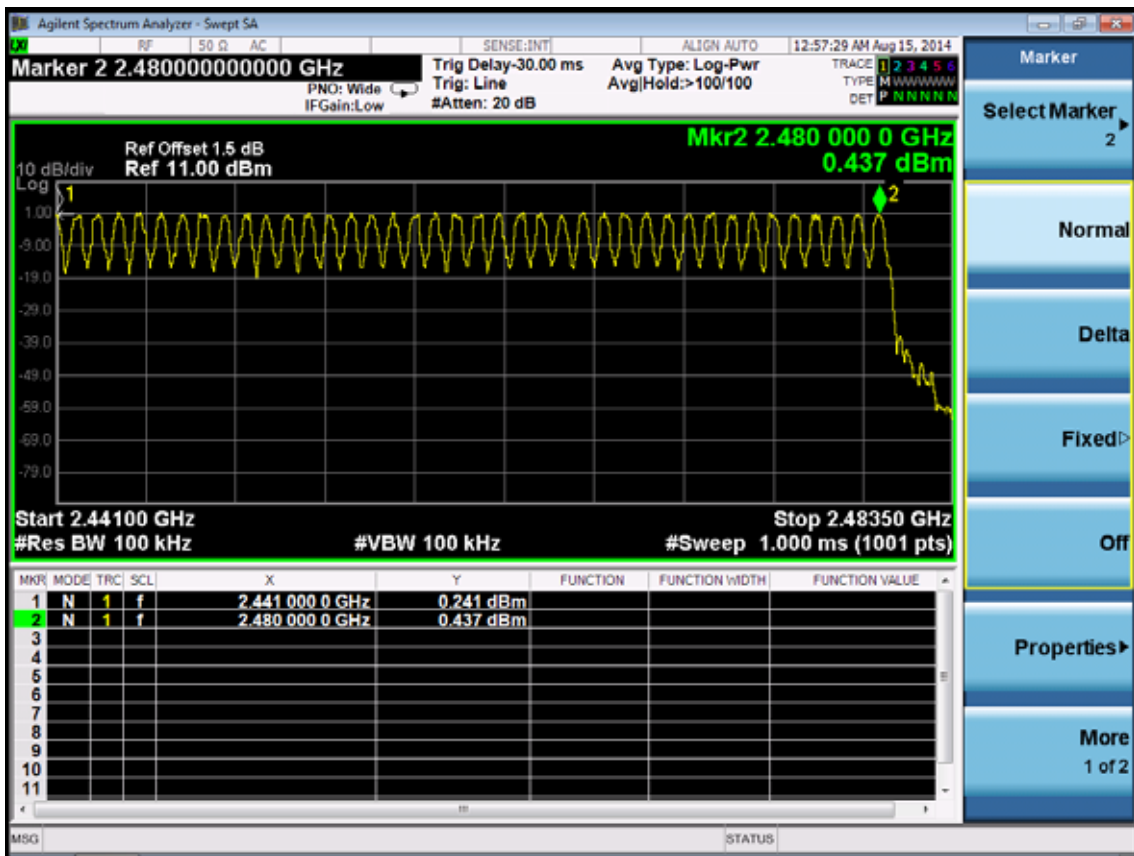 Agilent Spectrum Analyzer - Swept SA
LXI RF 50 Ω AC SENSE:INT ALIGN AUTO 12:57:29 AM Aug 15, 2014
Marker 2 2.480000000000 GHz
PNO: Wide
IFGain:Low
Trig Delay-30.00 ms
Trig: Line
#Atten: 20 dB
Avg Type: Log-Pwr
Avg|Hold:>100/100
TRACE 1 2 3 4 5 6
TYPE M WWWWW
DET P N N N N N
Mkr2 2.480 000 0 GHz
0.437 dBm
Ref Offset 1.5 dB
10 dB/div Ref 11.00 dBm
Log
1
2
1.00
-9.00
-19.0
-29.0
-39.0
-49.0
-59.0
-69.0
-79.0
Start 2.44100 GHz Stop 2.48350 GHz
#Res BW 100 kHz #VBW 100 kHz #Sweep 1.000 ms (1001 pts)
MKR MODE TRC SCL X Y FUNCTION FUNCTION WIDTH FUNCTION VALUE
1 N 1 f 2.441 000 0 GHz 0.241 dBm
2 N 1 f 2.480 000 0 GHz 0.437 dBm
3
4
5
6
7
8
9
10
11
MSG STATUS
Marker
Select Marker
2
Normal
Delta
Fixed
Off
Properties
More
1 of 2